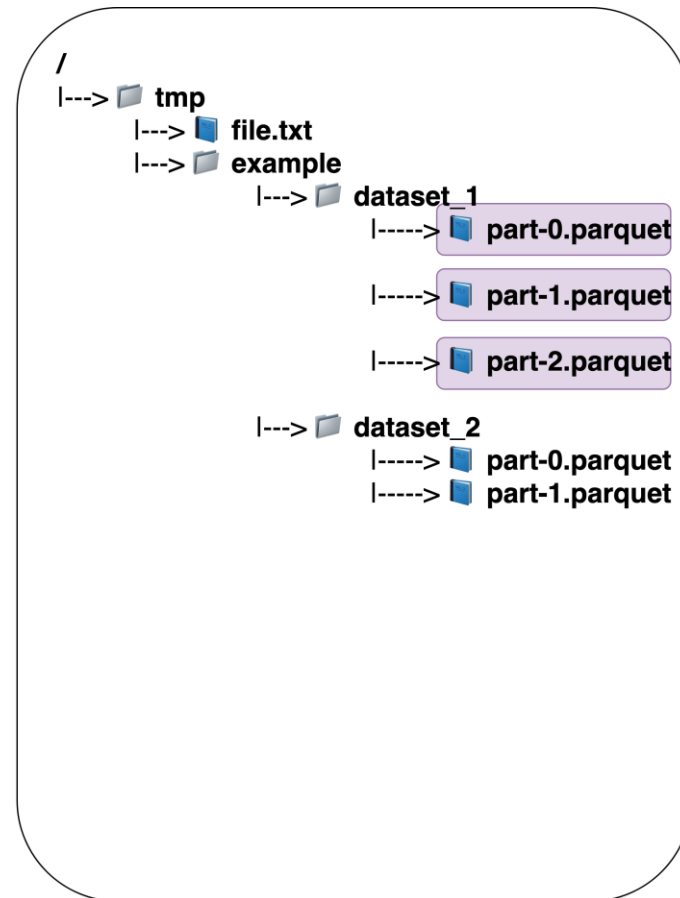 /
|---> tmp
|---> file.txt
|---> example
|---> dataset_1
|-----> part-0.parquet
|-----> part-1.parquet
|-----> part-2.parquet
|---> dataset_2
|-----> part-0.parquet
|-----> part-1.parquet